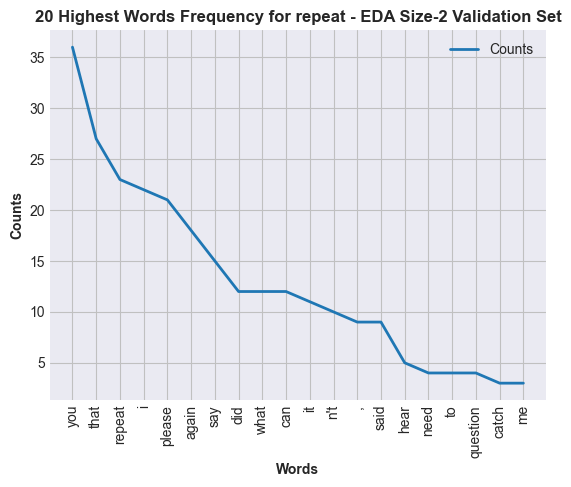 20 Highest Words Frequency for repeat - EDA Size-2 Validation Set
Counts
35
30
25
20
15
10
5
Counts
you
that
repeat
i
please
again
say
did
what
can
it
n't
,
said
hear
need
to
question
catch
me
Words